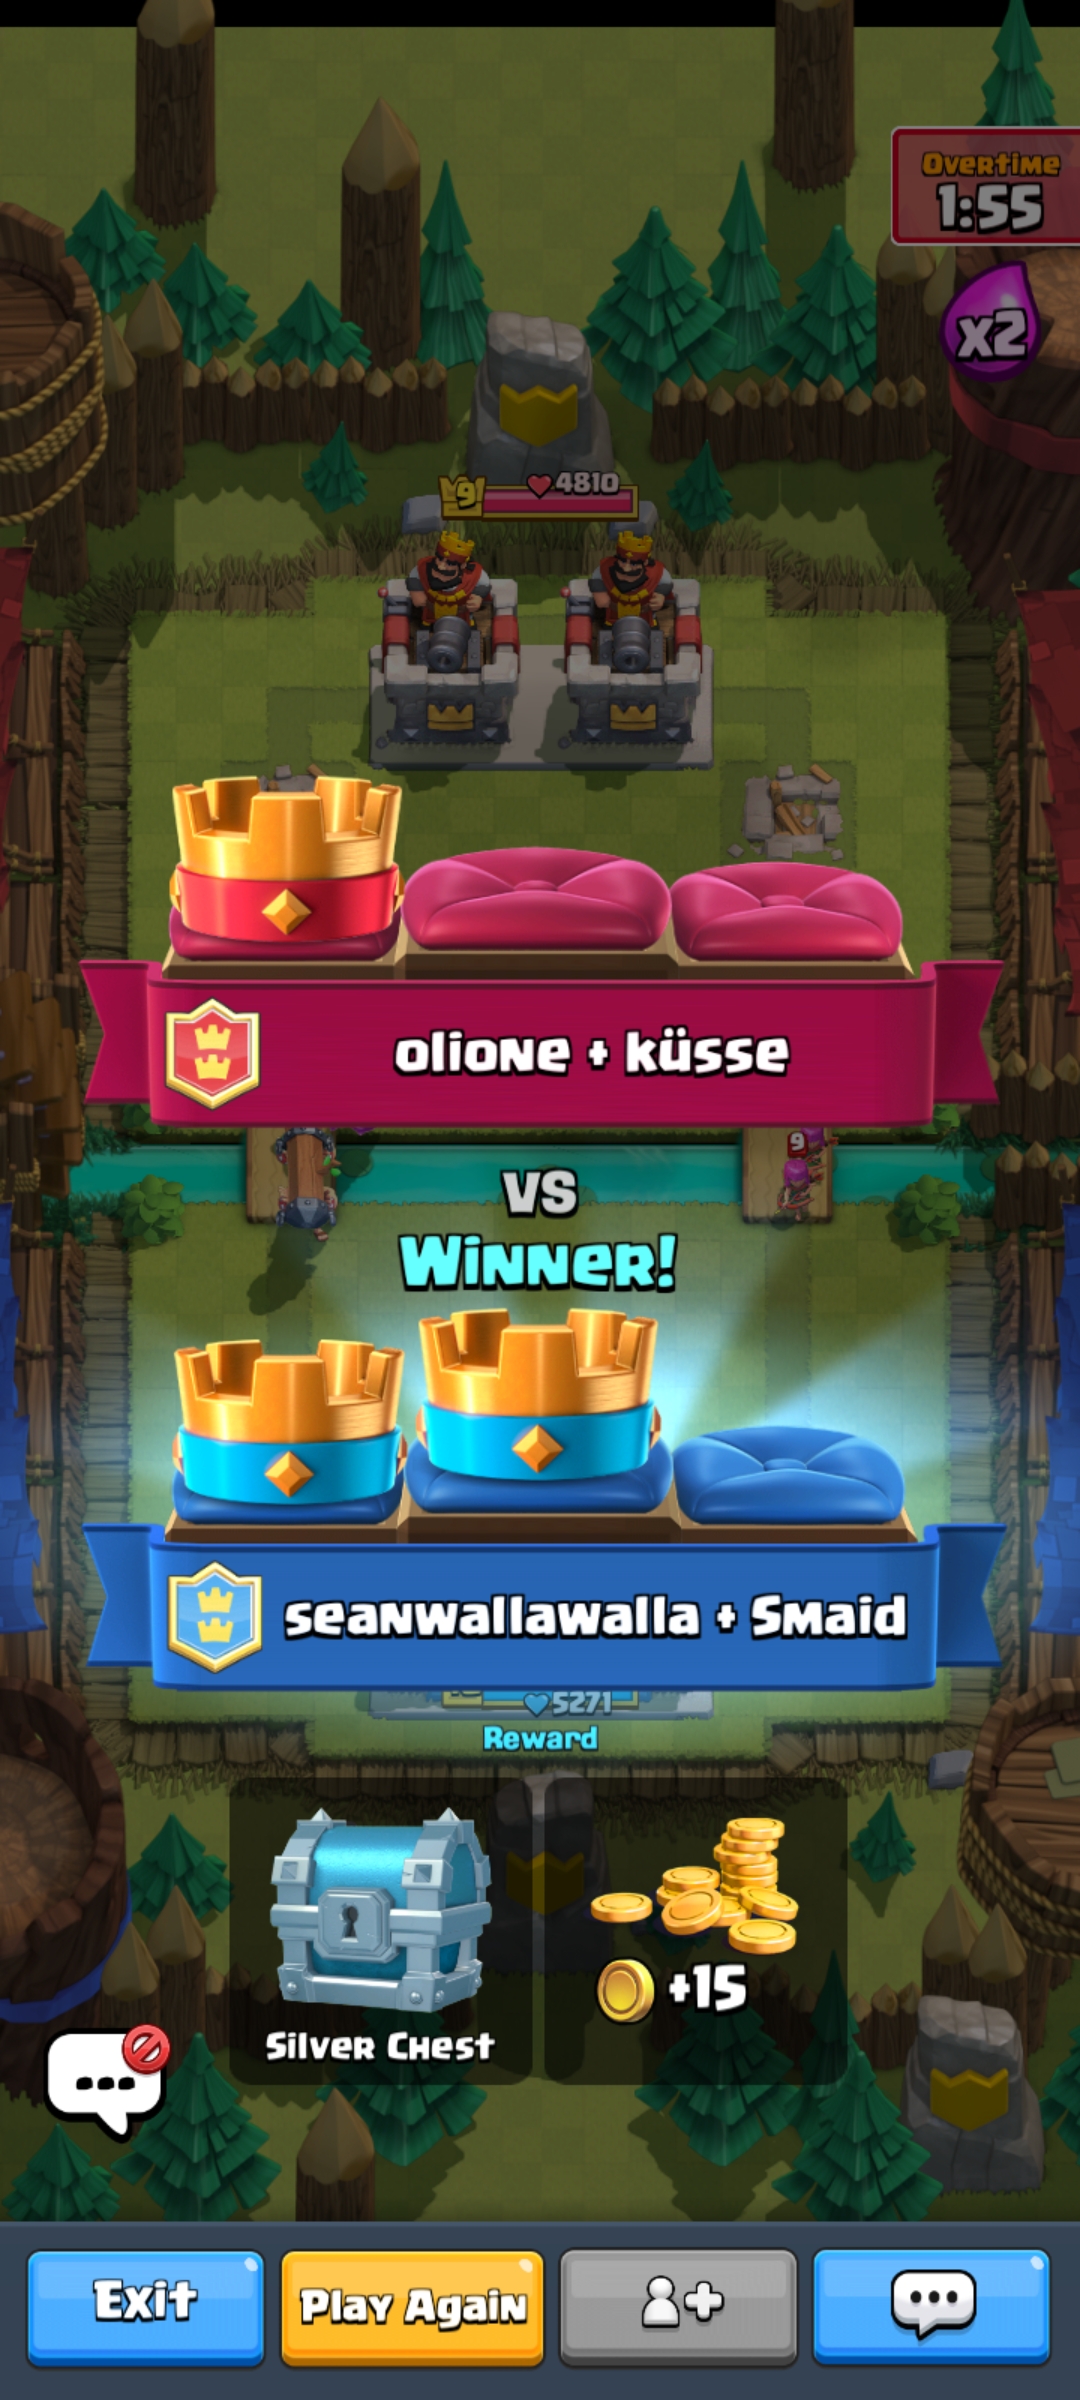 Overtime
1:55
x2
9
4810
olione + küsse
9
VS
Winner!
seanwallawalla + Smaid
5271
Reward
+15
Silver Chest
Exit
Play Again